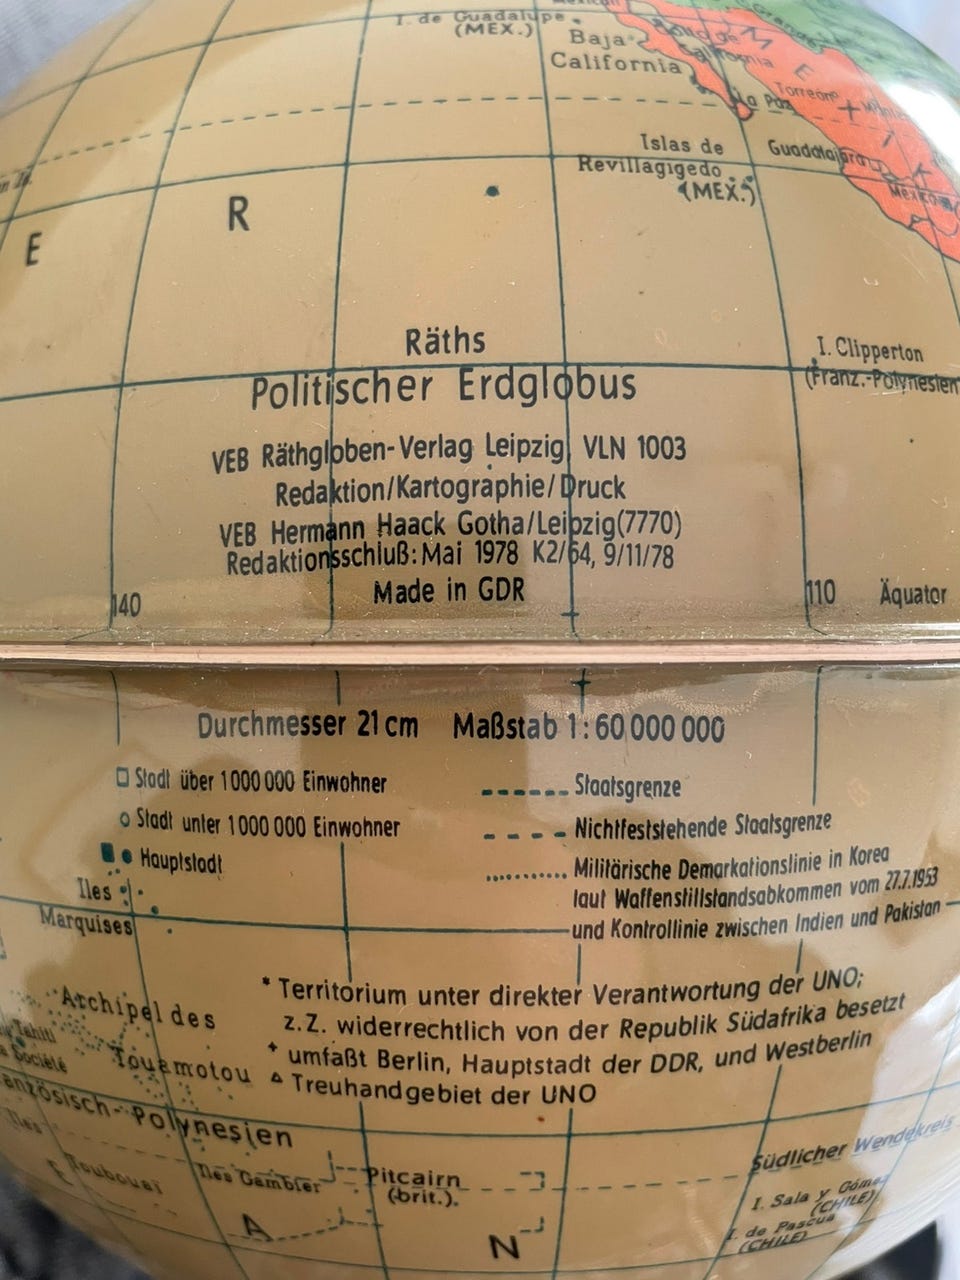 I. de Guadalupe
(MEX.)
Baja
California
La Paz
Torreón
Islas de
Revillagigedo
(MEX.)
Guadalajara
E
R
Räths
Politischer Erdglobus
I. Clipperton
(Franz.-Polynesien
VEB Räthgloben-Verlag Leipzig VLN 1003
Redaktion/Kartographie/Druck
VEB Hermann Haack Gotha/Leipzig(7770)
Redaktionsschluß: Mai 1978 K2/64, 9/11/78
Made in GDR
140
110
Äquator
Durchmesser 21 cm Maßstab 1:60 000 000
Stadt über 1 000 000 Einwohner
Stadt unter 1 000 000 Einwohner
Hauptstadt
Staatsgrenze
Nichtfeststehende Staatsgrenze
Militärische Demarkationslinie in Korea
laut Waffenstillstandsabkommen vom 27.7.1953
und Kontrollinie zwischen Indien und Pakistan
Iles
Marquises
* Territorium unter direkter Verantwortung der UNO;
z.Z. widerrechtlich von der Republik Südafrika besetzt
+ umfaßt Berlin, Hauptstadt der DDR, und Westberlin
△ Treuhandgebiet der UNO
Archipel des
Touamotou
Tahiti
Société
anzösisch-Polynesien
Iles
Toubouaï
Iles Gambier
Pitcairn
(brit.).
Südlicher Wendekreis
I. Sala y Góme
(CHILE)
I. de Pascua
(CHILE)
A
N